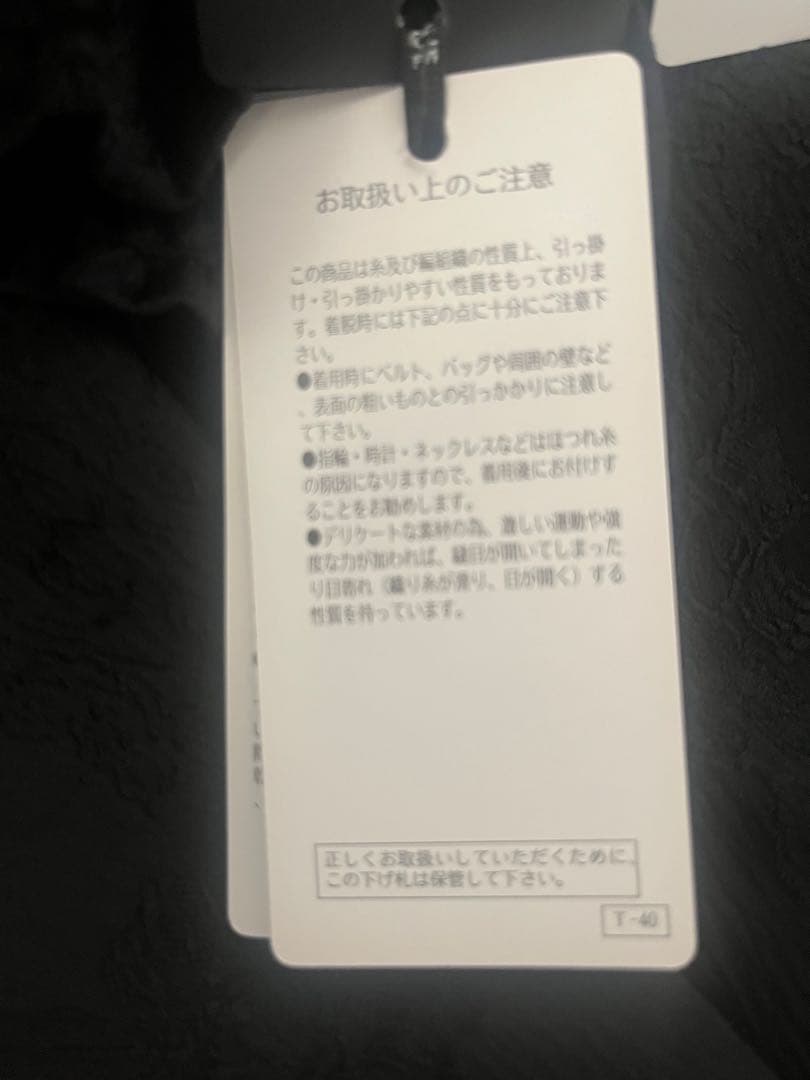 お取扱い上のご注意
この商品は糸及び編組織の性質上、引っ掛
け・引っ掛かりやすい性質をもっておりま
す。着脱時には下記の点に十分にご注意下
さい。
●着用時にベルト、バッグや周囲の壁など
、表面の粗いものとの引っかかりに注意し
て下さい。
●指輪・時計・ネックレスなどはほつれ糸
の原因になりますので、着用後にお付けす
ることをお勧めします。
●デリケートな素材の為、激しい運動や過
度な力が加われば、縫目が開いてしまった
り目寄れ（織り糸が滑り、目が開く）する
性質を持っています。
正しくお取扱いしていただくために、
この下げ札は保管して下さい。
T-40